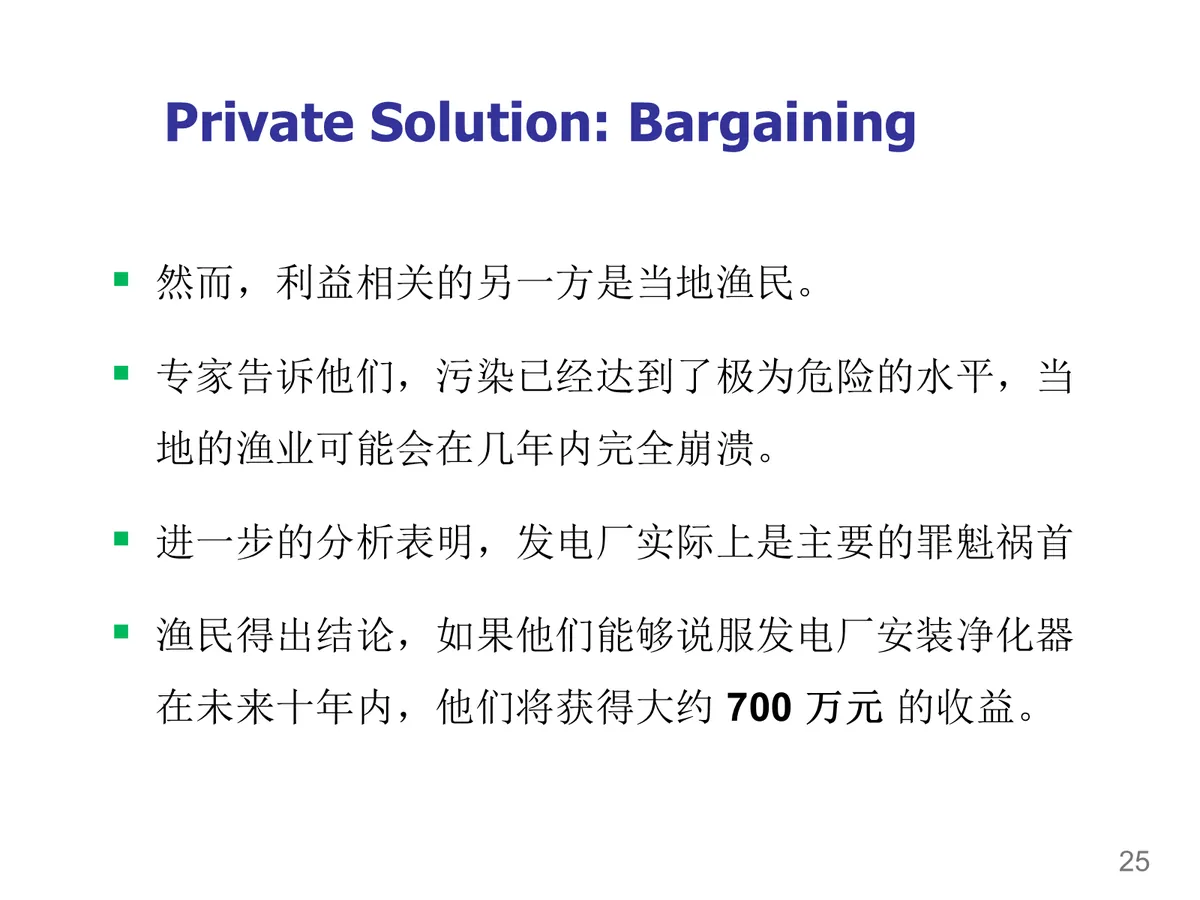 Private Solution: Bargaining
然而，利益相关的另一方是当地渔民。
专家告诉他们，污染已经达到了极为危险的水平，当
地的渔业可能会在几年内完全崩溃。
进一步的分析表明，发电厂实际上是主要的罪魁祸首
渔民得出结论，如果他们能够说服发电厂安装净化器
在未来十年内，他们将获得大约 700 万元 的收益。
25